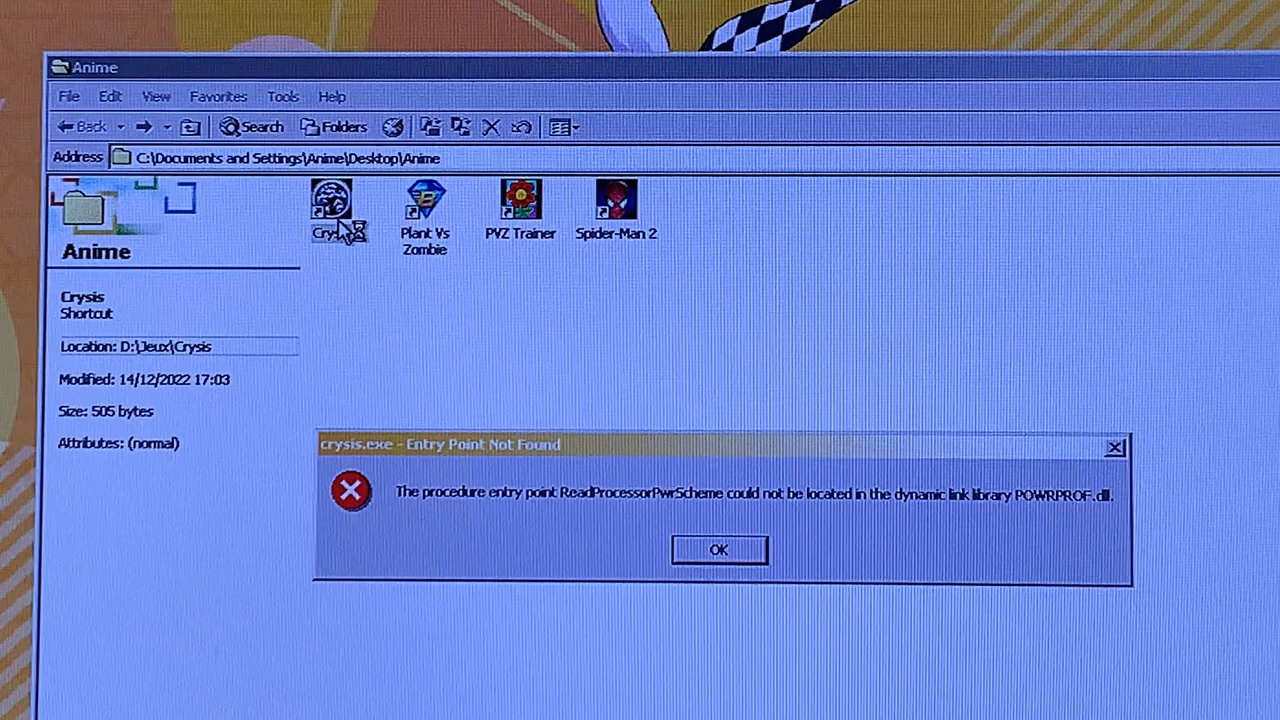 Anime
File Edit View Favorites Tools Help
Back Search Folders
Address C:\Documents and Settings\Anime\Desktop\Anime
Plant Vs
Zombie
PVZ Trainer
Spider-Man 2
Anime
Crysis
Shortcut
Location: D:\Jeux\Crysis
Modified: 14/12/2022 17:03
Size: 505 bytes
Attributes: (normal)
crysis.exe - Entry Point Not Found
The procedure entry point ReadProcessorPwrScheme could not be located in the dynamic link library POWRPROF.dll.
OK